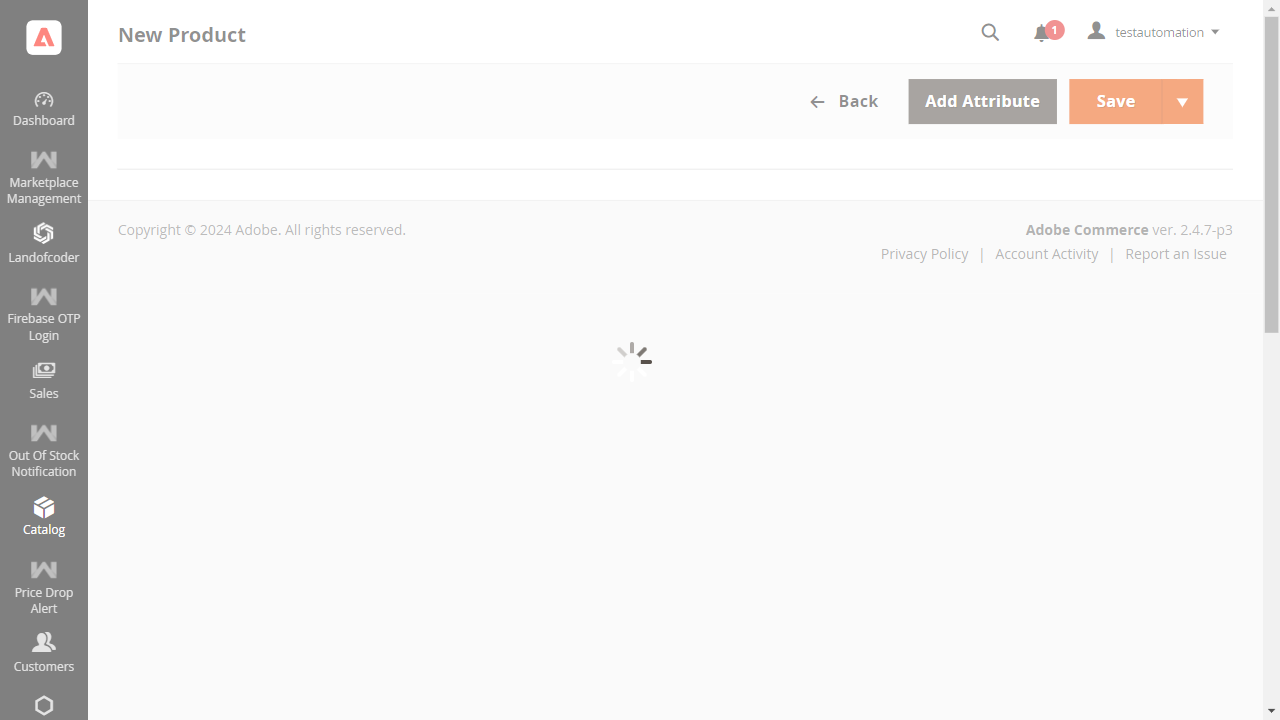 New Product
1
testautomation
Back
Add Attribute
Save
Dashboard
Marketplace
Management
Landofcoder
Firebase OTP
Login
Sales
Out Of Stock
Notification
Catalog
Price Drop
Alert
Customers
Copyright © 2024 Adobe. All rights reserved.
Adobe Commerce ver. 2.4.7-p3
Privacy Policy | Account Activity | Report an Issue